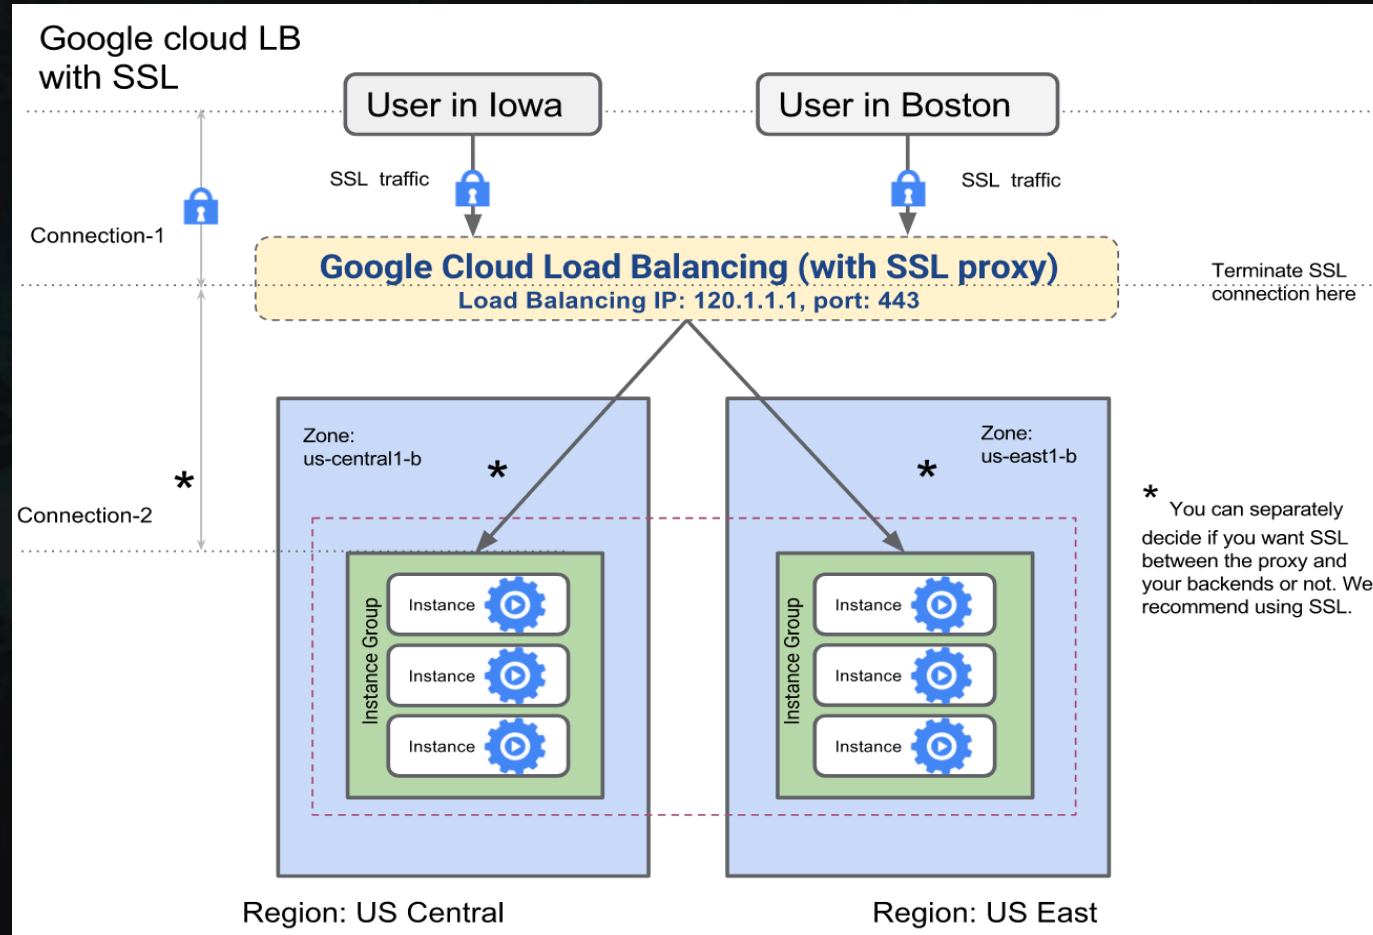 Google cloud LB
with SSL
User in Iowa
User in Boston
SSL traffic
SSL traffic
Connection-1
Google Cloud Load Balancing (with SSL proxy)
Load Balancing IP: 120.1.1.1, port: 443
Terminate SSL
connection here
Zone:
us-central1-b
Zone:
us-east1-b
*
*
*
Connection-2
* You can separately
decide if you want SSL
between the proxy and
your backends or not. We
recommend using SSL.
Instance Group
Instance
Instance
Instance
Instance Group
Instance
Instance
Instance
Region: US Central
Region: US East